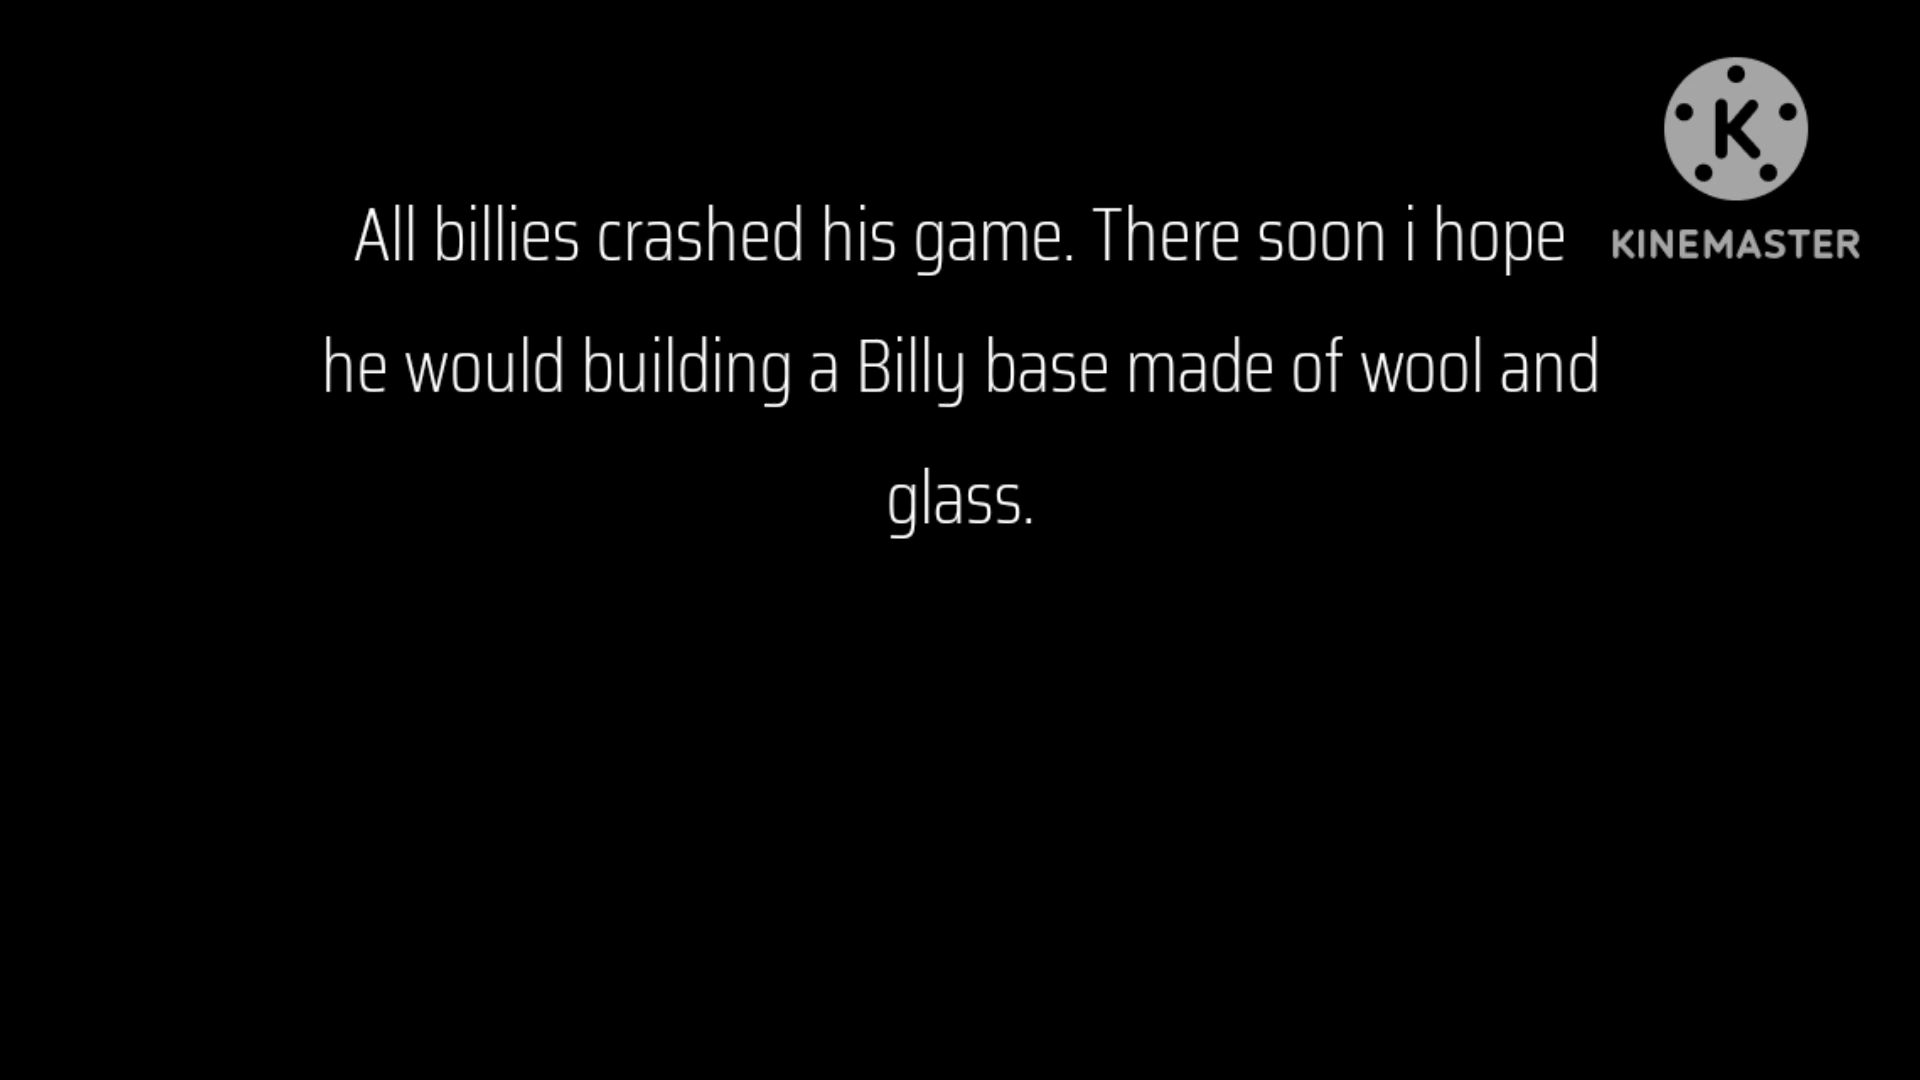 All billies crashed his game. There soon i hope
he would building a Billy base made of wool and
glass.
K
KINEMASTER